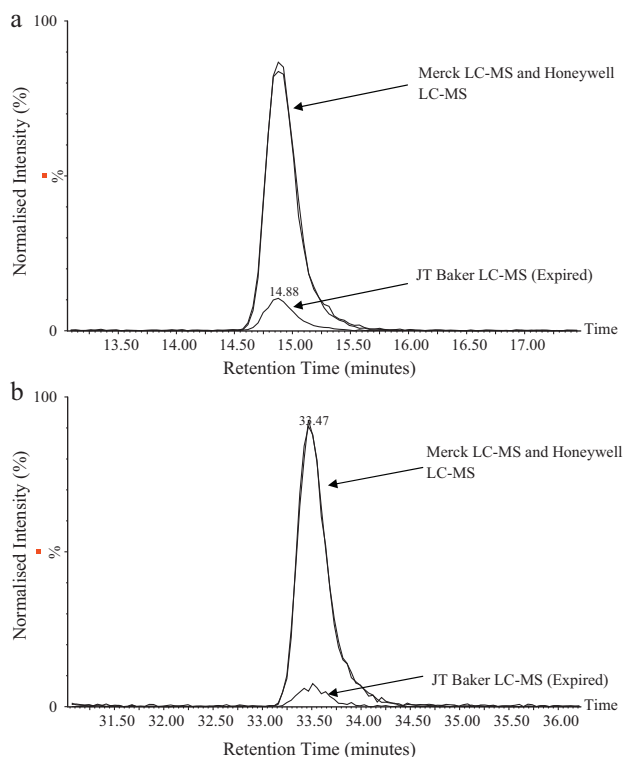 a
100
Normalised Intensity (%)
%
Merck LC-MS and Honeywell
LC-MS
JT Baker LC-MS (Expired)
14.88
0
Time
13.50 14.00 14.50 15.00 15.50 16.00 16.50 17.00
Retention Time (minutes)
b
100
33.47
Normalised Intensity (%)
%
Merck LC-MS and Honeywell
LC-MS
JT Baker LC-MS (Expired)
0
Time
31.50 32.00 32.50 33.00 33.50 34.00 34.50 35.00 35.50 36.00
Retention Time (minutes)